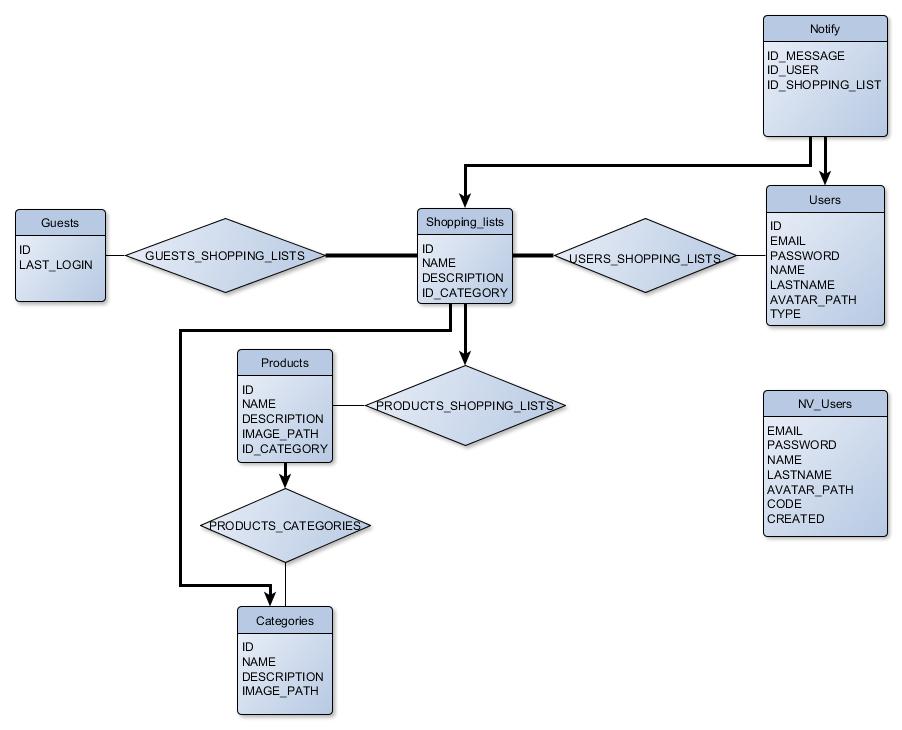 Notify
ID_MESSAGE
ID_USER
ID_SHOPPING_LIST
Guests
ID
LAST_LOGIN
GUESTS_SHOPPING_LISTS
Shopping_lists
ID
NAME
DESCRIPTION
ID_CATEGORY
USERS_SHOPPING_LISTS
Users
ID
EMAIL
PASSWORD
NAME
LASTNAME
AVATAR_PATH
TYPE
Products
ID
NAME
DESCRIPTION
IMAGE_PATH
ID_CATEGORY
PRODUCTS_SHOPPING_LISTS
NV_Users
EMAIL
PASSWORD
NAME
LASTNAME
AVATAR_PATH
CODE
CREATED
PRODUCTS_CATEGORIES
Categories
ID
NAME
DESCRIPTION
IMAGE_PATH